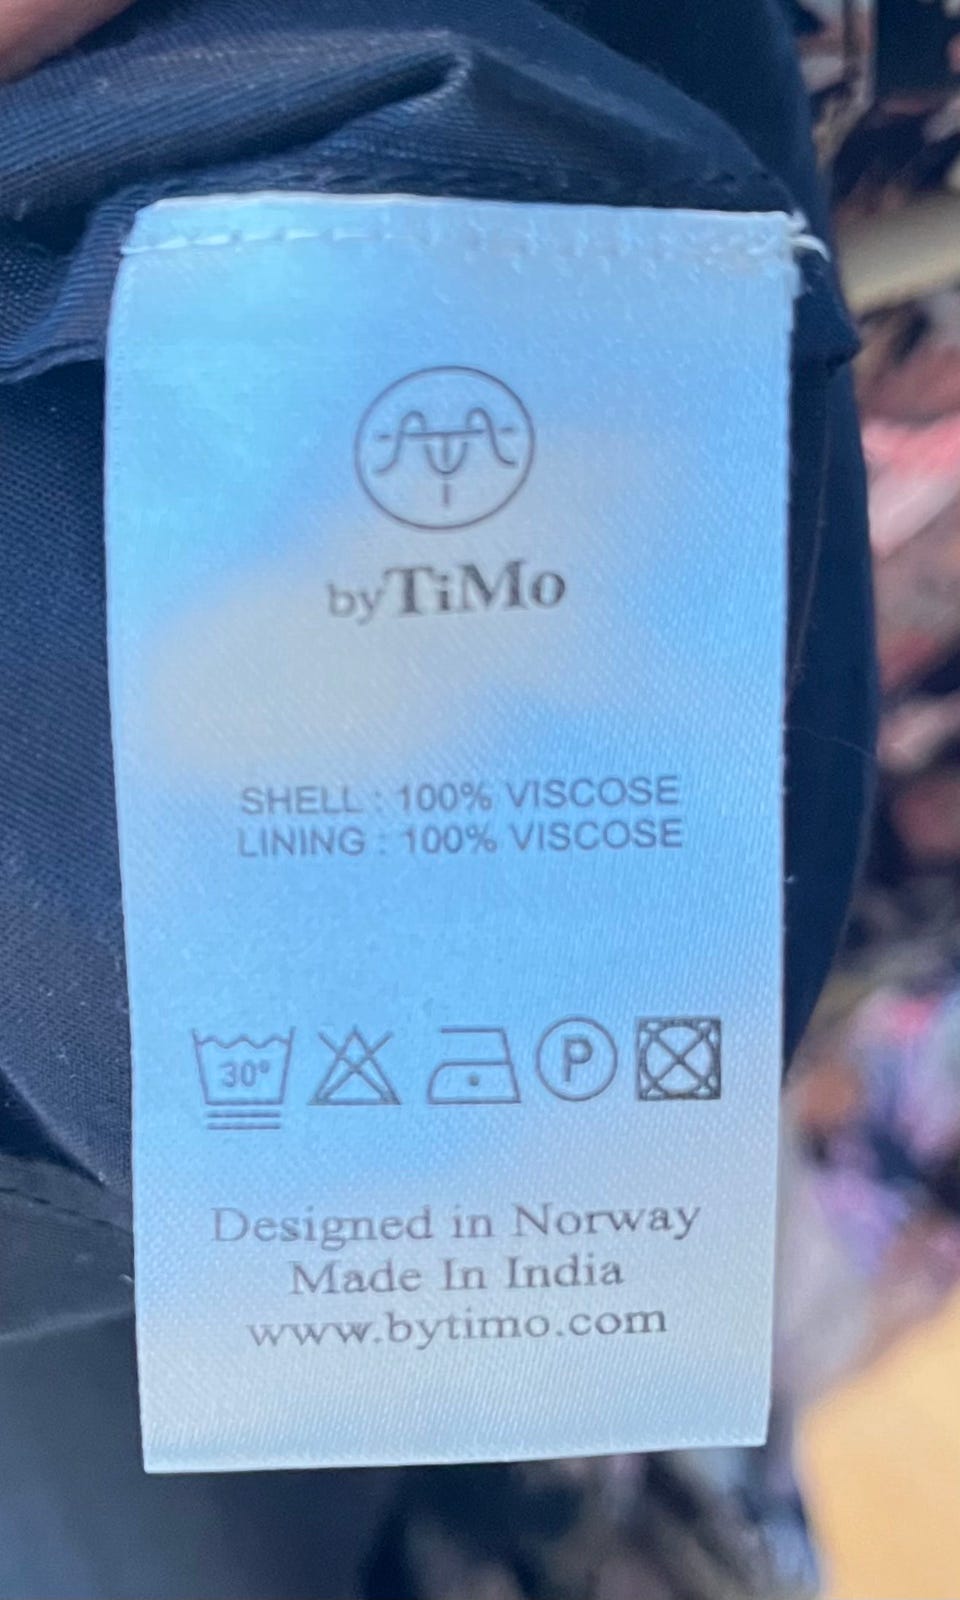 byTiMo
SHELL : 100% VISCOSE
LINING : 100% VISCOSE
30° P
Designed in Norway
Made In India
www.bytimo.com